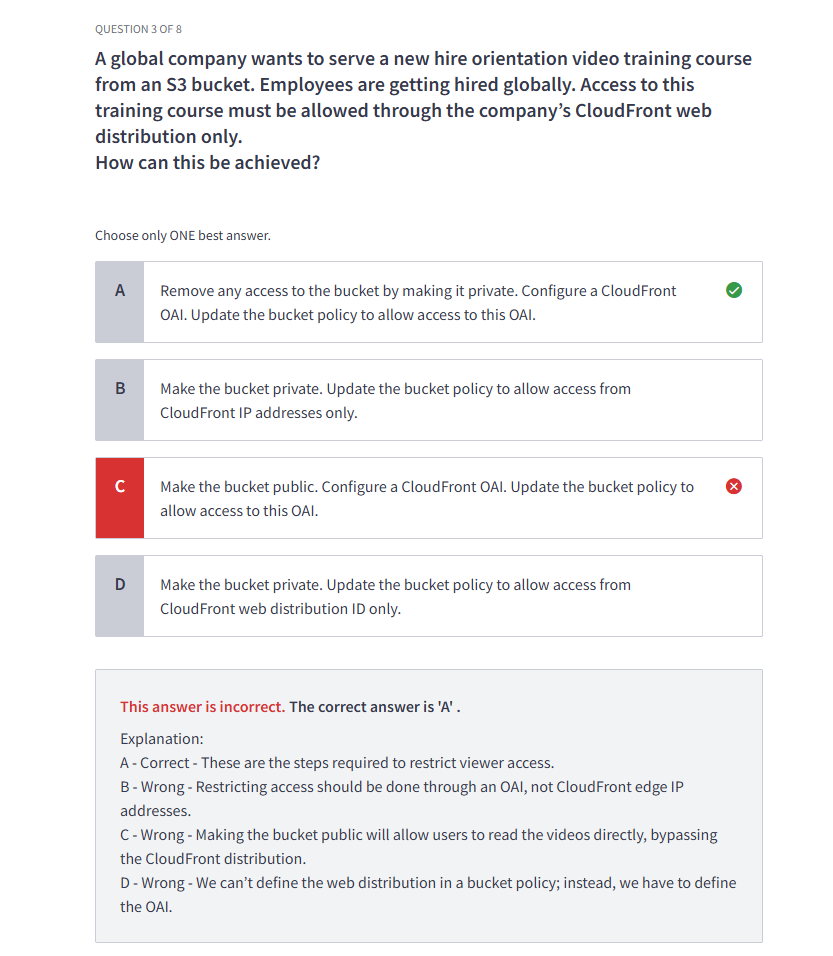 QUESTION 3 OF 8
A global company wants to serve a new hire orientation video training course
from an S3 bucket. Employees are getting hired globally. Access to this
training course must be allowed through the company’s CloudFront web
distribution only.
How can this be achieved?
Choose only ONE best answer.
A
Remove any access to the bucket by making it private. Configure a CloudFront
OAI. Update the bucket policy to allow access to this OAI.
B
Make the bucket private. Update the bucket policy to allow access from
CloudFront IP addresses only.
C
Make the bucket public. Configure a CloudFront OAI. Update the bucket policy to
allow access to this OAI.
D
Make the bucket private. Update the bucket policy to allow access from
CloudFront web distribution ID only.
This answer is incorrect. The correct answer is 'A' .
Explanation:
A - Correct - These are the steps required to restrict viewer access.
B - Wrong - Restricting access should be done through an OAI, not CloudFront edge IP
addresses.
C - Wrong - Making the bucket public will allow users to read the videos directly, bypassing
the CloudFront distribution.
D - Wrong - We can’t define the web distribution in a bucket policy; instead, we have to define
the OAI.